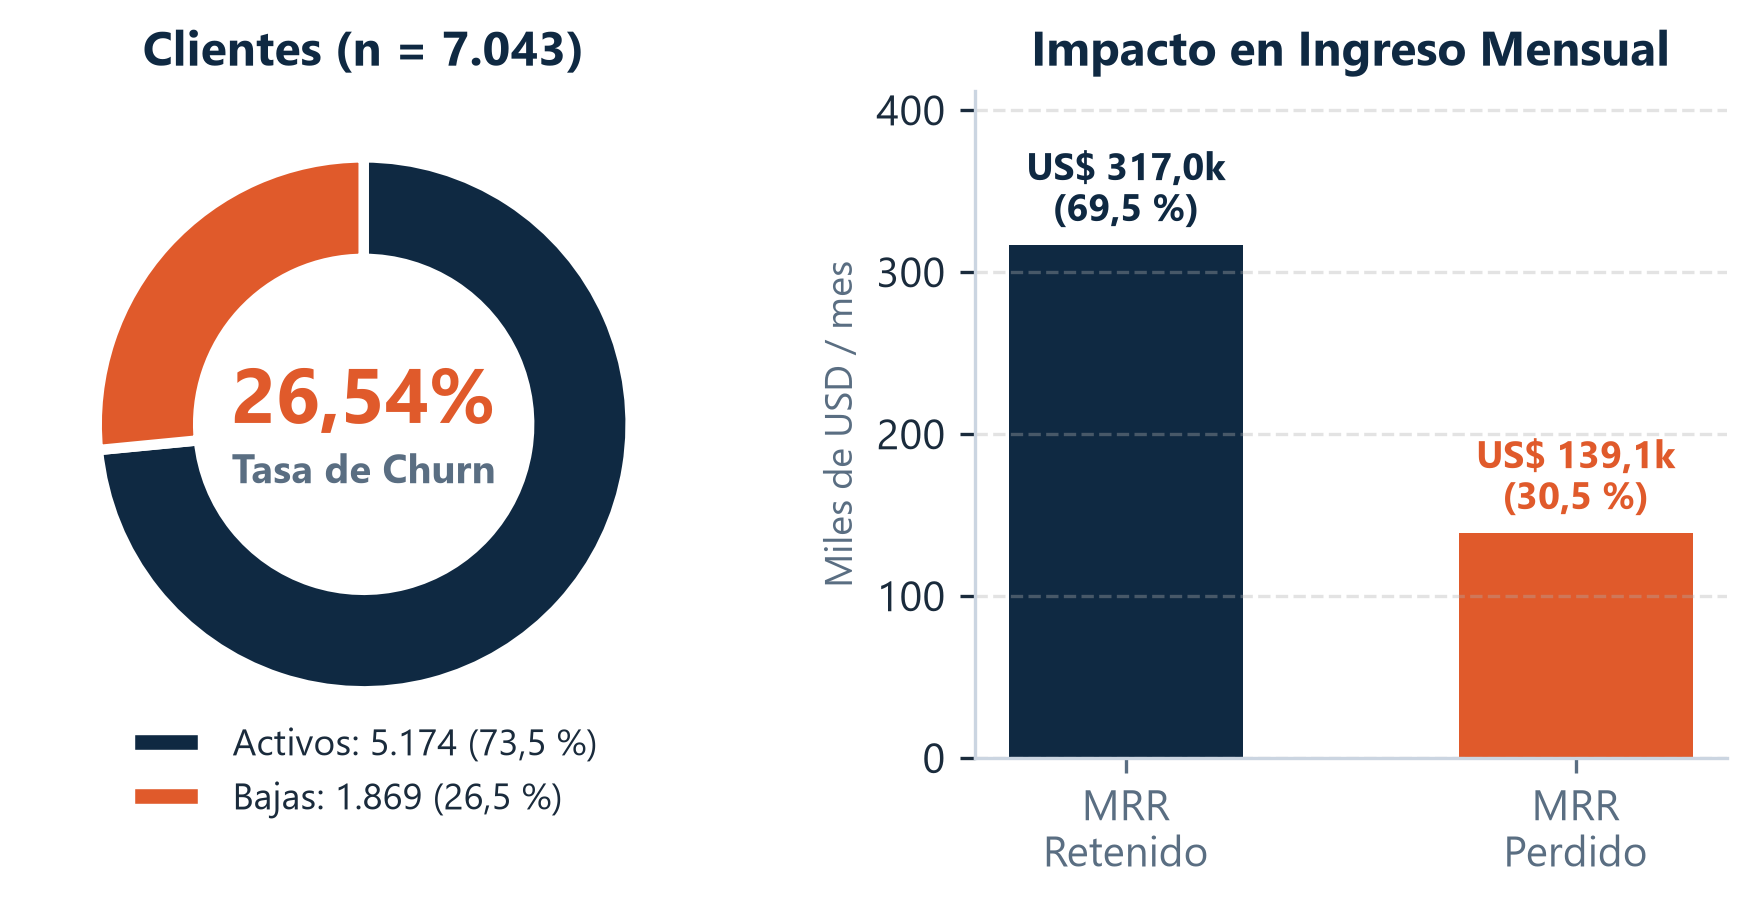 Clientes (n = 7.043)
26,54%
Tasa de Churn
Activos: 5.174 (73,5 %)
Bajas: 1.869 (26,5 %)
Impacto en Ingreso Mensual
Miles de USD / mes
400
300
200
100
0
US$ 317,0k
(69,5 %)
US$ 139,1k
(30,5 %)
MRR
Retenido
MRR
Perdido